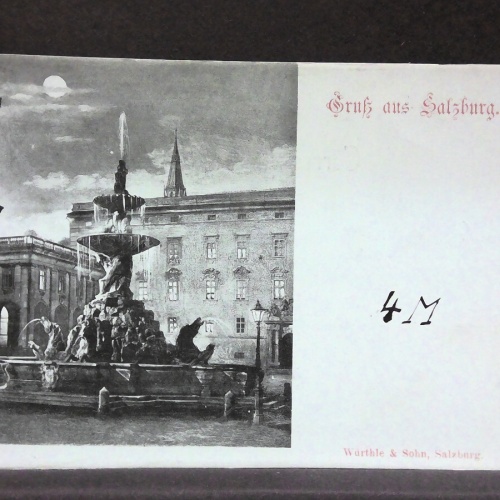 Gruß aus Salzburg.
4M
Würthle & Sohn, Salzburg